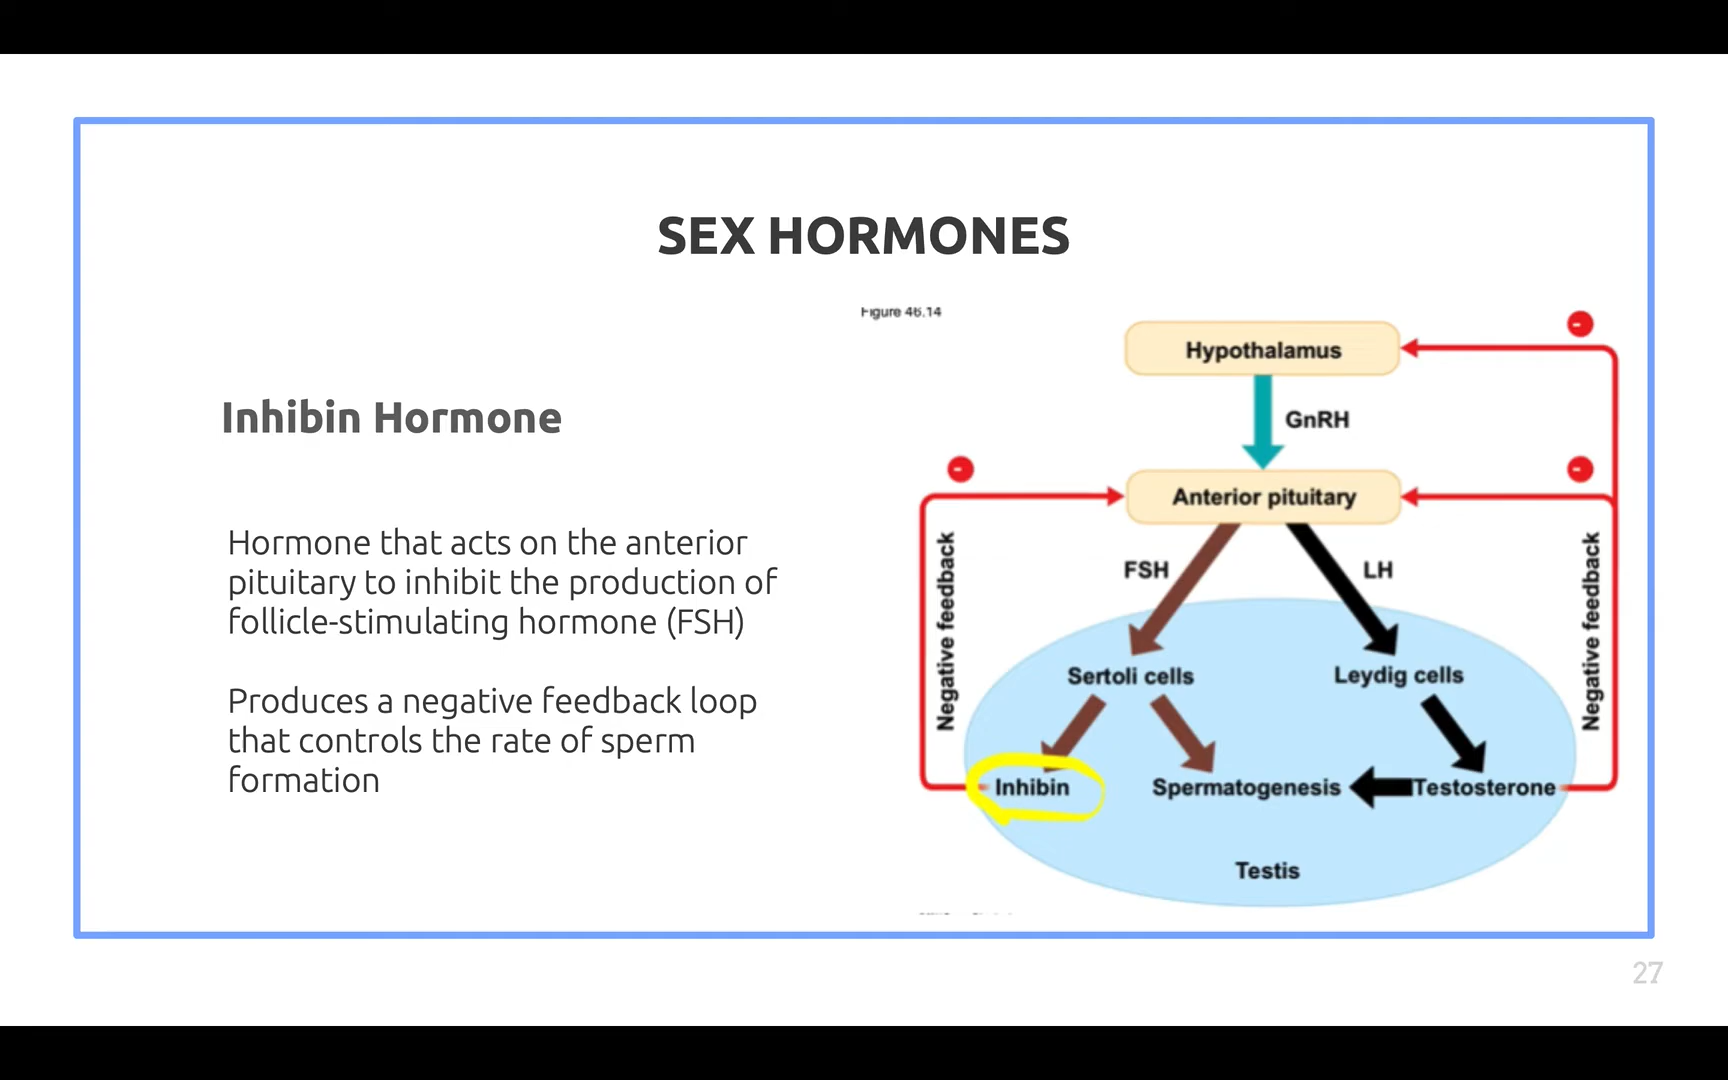 SEX HORMONES
Figure 46.14
Inhibin Hormone
Hormone that acts on the anterior
pituitary to inhibit the production of
follicle-stimulating hormone (FSH)
Produces a negative feedback loop
that controls the rate of sperm
formation
Hypothalamus
-
GnRH
-
Anterior pituitary
-
FSH
LH
Negative feedback
Negative feedback
Sertoli cells
Leydig cells
Inhibin
Spermatogenesis
Testosterone
Testis
27